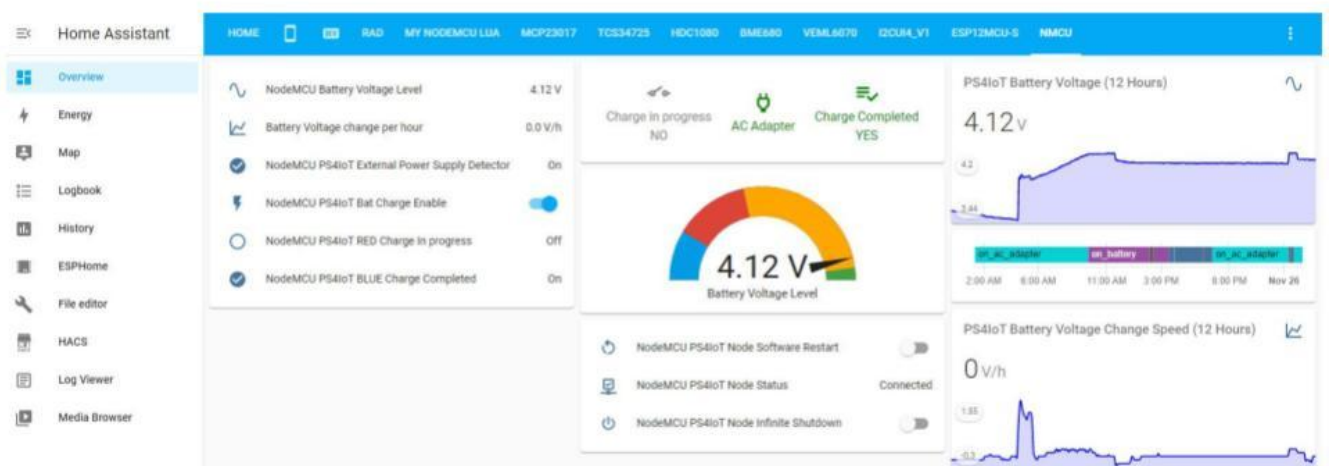 Home Assistant
Overview
Energy
Map
Logbook
History
ESPHome
File editor
HACS
Log Viewer
Media Browser
HOME RAD MY NODEMCU LUA MCP23017 TCS34725 HDC1080 BME680 VEML6070 I2CUI4_V1 ESP12MCU-S NMCU
NodeMCU Battery Voltage Level 4.12 V
Battery Voltage change per hour 0.0 V/h
NodeMCU PS4IoT External Power Supply Detector On
NodeMCU PS4IoT Bat Charge Enable
NodeMCU PS4IoT RED Charge In progress Off
NodeMCU PS4IoT BLUE Charge Completed On
Charge in progress
NO
AC Adapter
Charge Completed
YES
4.12 V
Battery Voltage Level
NodeMCU PS4IoT Node Software Restart
NodeMCU PS4IoT Node Status Connected
NodeMCU PS4IoT Node Infinite Shutdown
PS4IoT Battery Voltage (12 Hours)
4.12 V
4.2
3.44
on_ac_adapter on_battery on_ac_adapter
2:00 AM 6:00 AM 11:00 AM 3:00 PM 8:00 PM Nov 26
PS4IoT Battery Voltage Change Speed (12 Hours)
0 V/h
1.55
-0.3